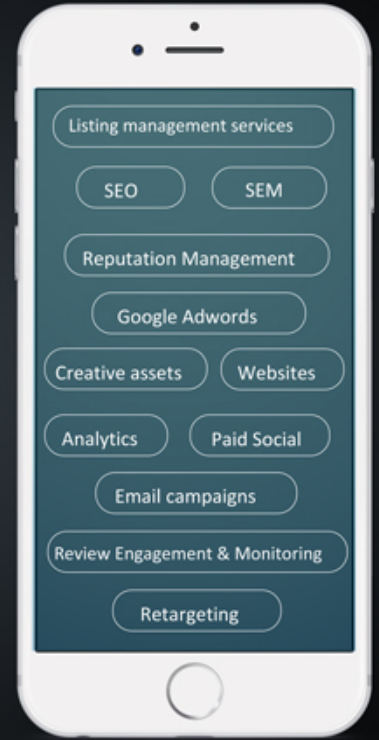 Listing management services
SEO SEM
Reputation Management
Google Adwords
Creative assets Websites
Analytics Paid Social
Email campaigns
Review Engagement & Monitoring
Retargeting